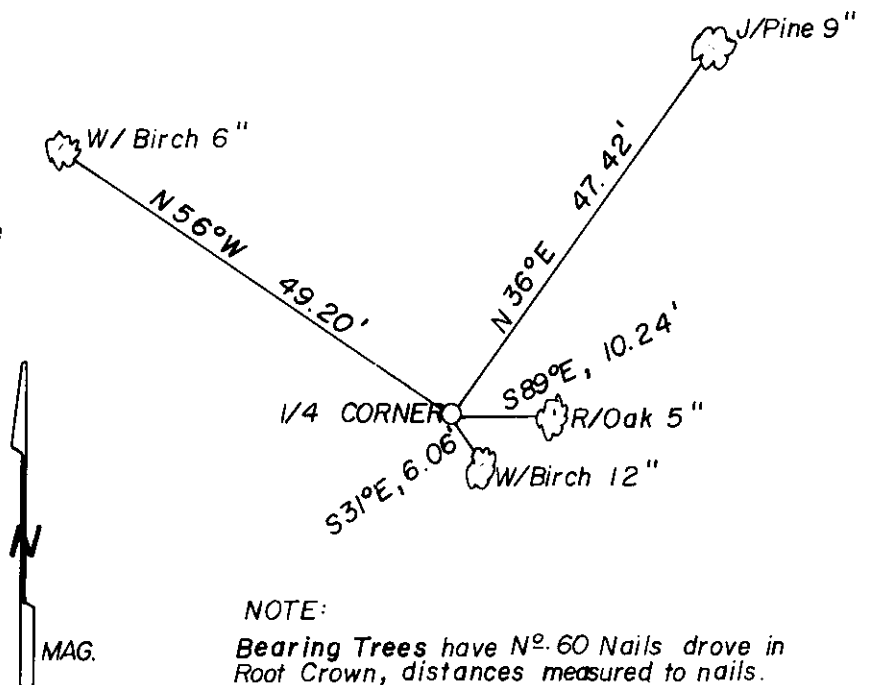 J/Pine 9"
W/ Birch 6"
N 56°W 49.20'
N 36°E 47.42'
S89°E, 10.24'
1/4 CORNER
R/Oak 5"
S31°E, 6.06'
W/Birch 12"
N
MAG.
NOTE:
Bearing Trees have Nº. 60 Nails drove in
Root Crown, distances measured to nails.